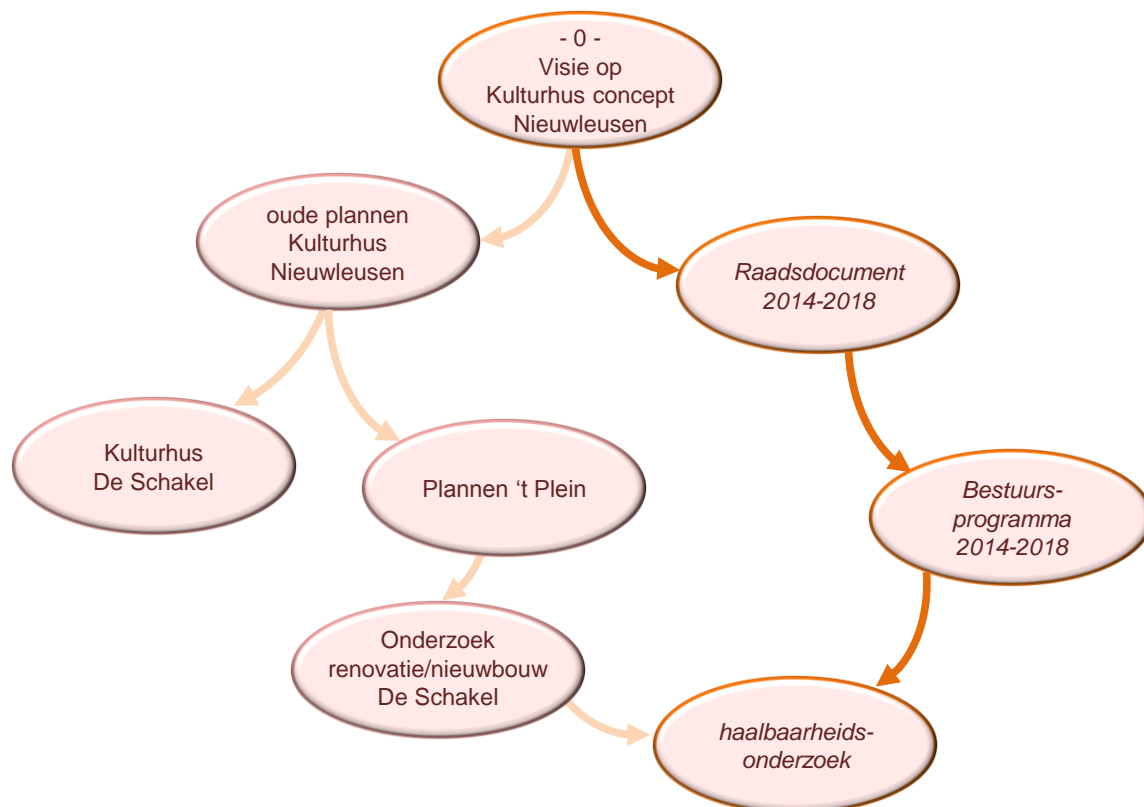 - 0 -
Visie op
Kulturhus concept
Nieuwleusen
oude plannen
Kulturhus
Nieuwleusen
Raadsdocument
2014-2018
Kulturhus
De Schakel
Plannen ‘t Plein
Bestuurs-
programma
2014-2018
Onderzoek
renovatie/nieuwbouw
De Schakel
haalbaarheids-
onderzoek